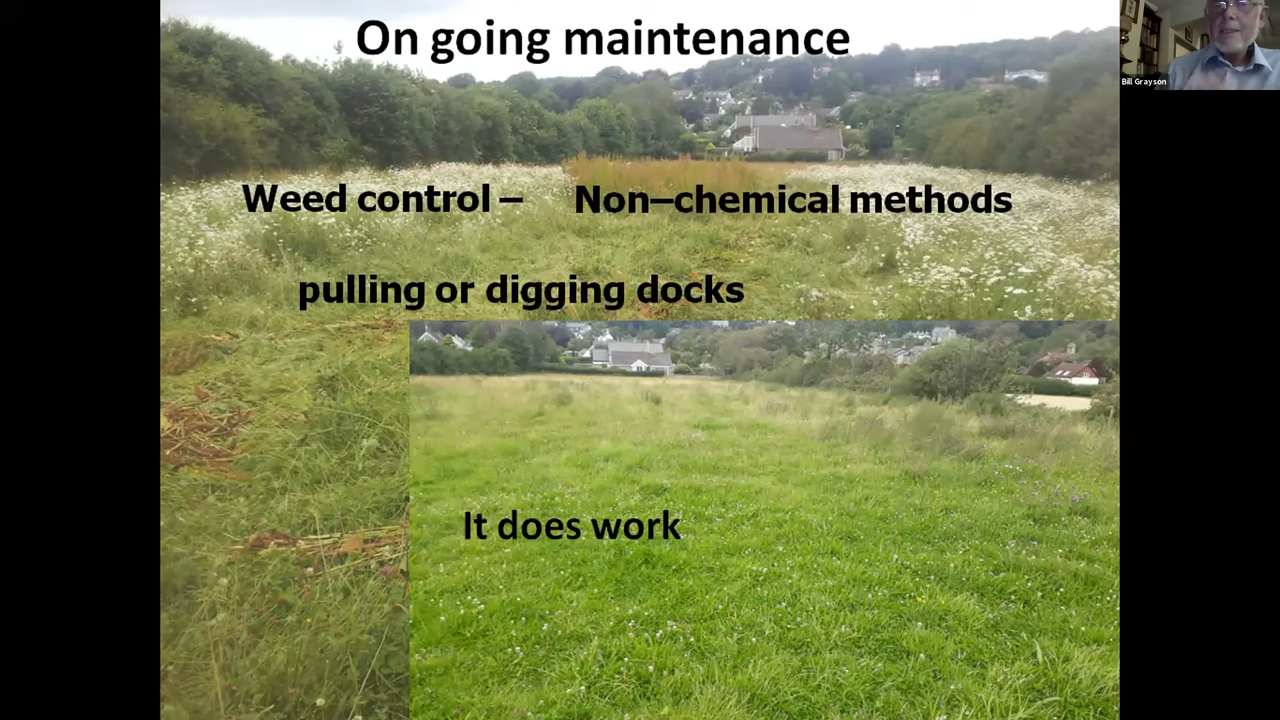 On going maintenance
Bill Grayson
Weed control – Non–chemical methods
pulling or digging docks
It does work